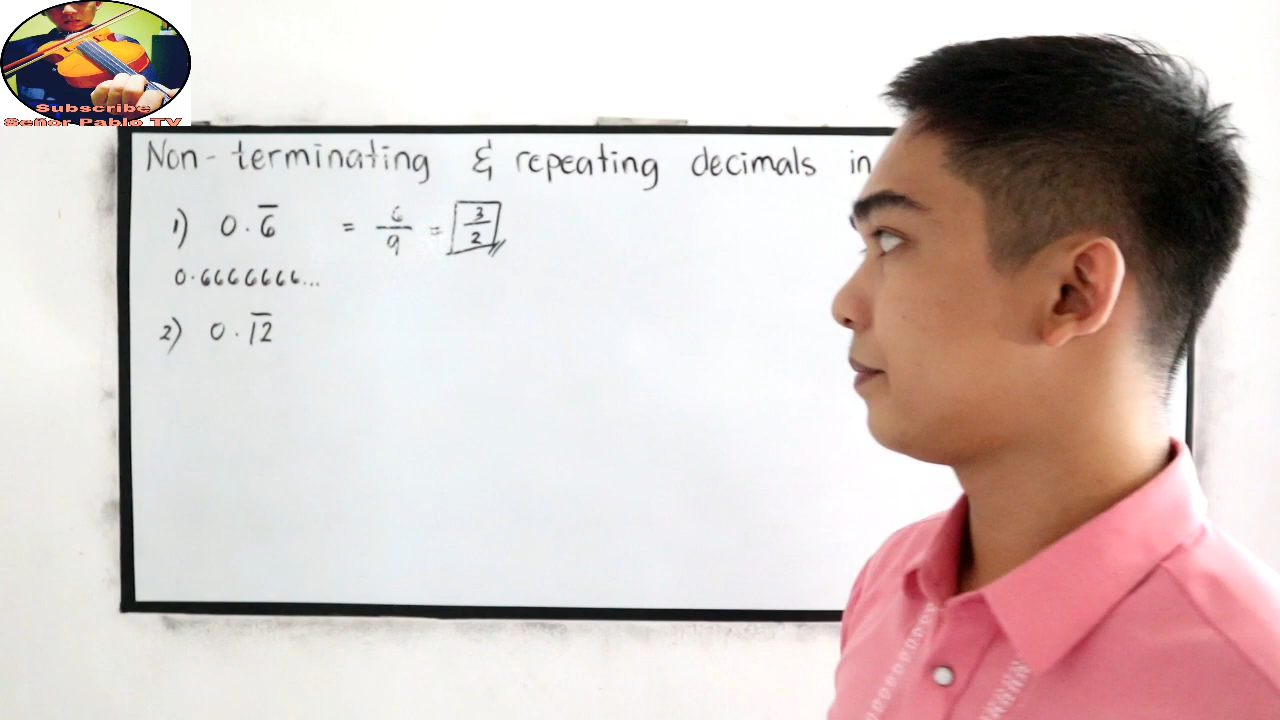 Subscribe
Señor Pablo TV
Non-terminating & repeating decimals in
1) 0.6̅ = 6/9 = 3/2
0.6666666...
2) 0.1̅2̅